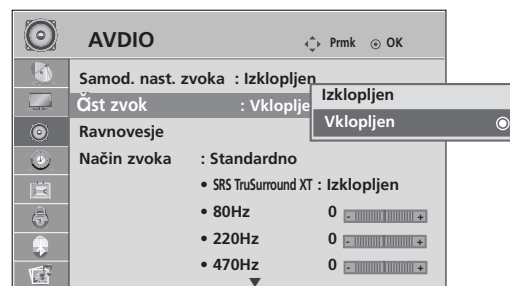 AVDIO
Prmk OK
Samod. nast. zvoka : Izklopljen
Čist zvok : Vklople
Izklopljen
Vklopljen
Ravnovesje
Način zvoka : Standardno
• SRS TruSurround XT : Izklopljen
• 80Hz 0 - +
• 220Hz 0 - +
• 470Hz 0 - +